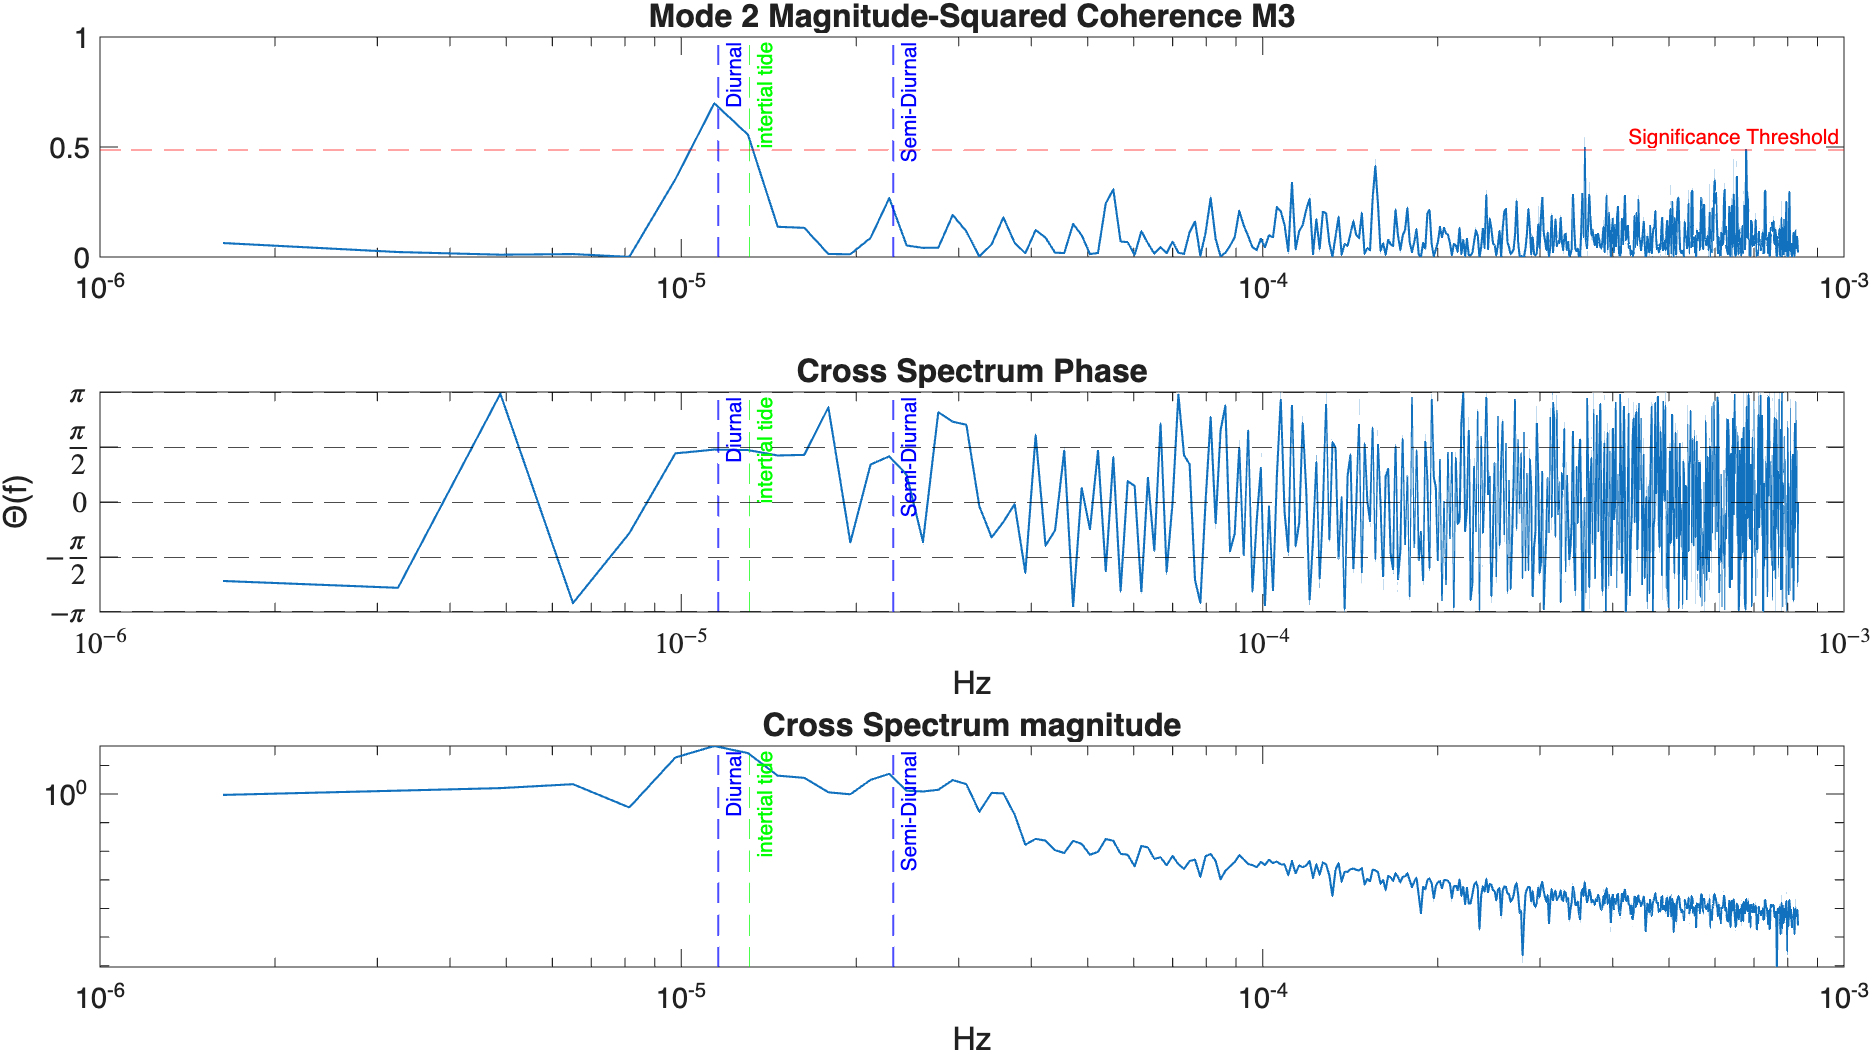 Mode 2 Magnitude-Squared Coherence M3
1
0.5
0
Diurnal
intertial tide
Semi-Diurnal
Significance Threshold
10^-6
10^-5
10^-4
10^-3
Cross Spectrum Phase
Θ(f)
π
π/2
0
-π/2
-π
Diurnal
intertial tide
Semi-Diurnal
10^-6
10^-5
10^-4
10^-3
Hz
Cross Spectrum magnitude
10^0
Diurnal
intertial tide
Semi-Diurnal
10^-6
10^-5
10^-4
10^-3
Hz